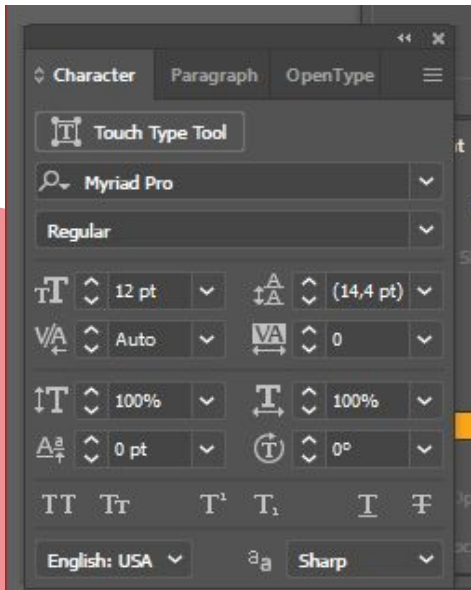 Character Paragraph OpenType
Touch Type Tool
Myriad Pro
Regular
12 pt (14,4 pt)
Auto 0
100% 100%
0 pt 0°
English: USA Sharp